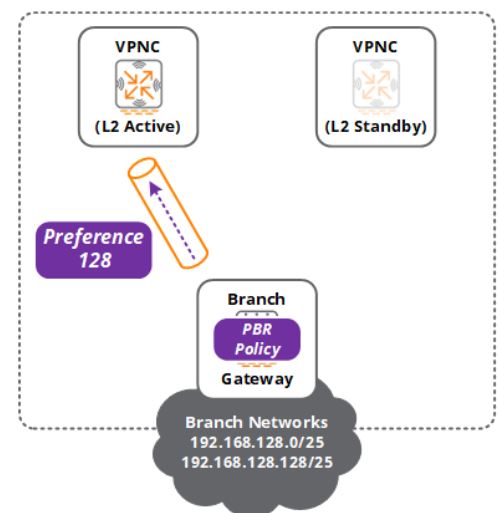 VPNC
(L2 Active)
VPNC
(L2 Standby)
Preference
128
Branch
PBR
Policy
Gateway
Branch Networks
192.168.128.0/25
192.168.128.128/25